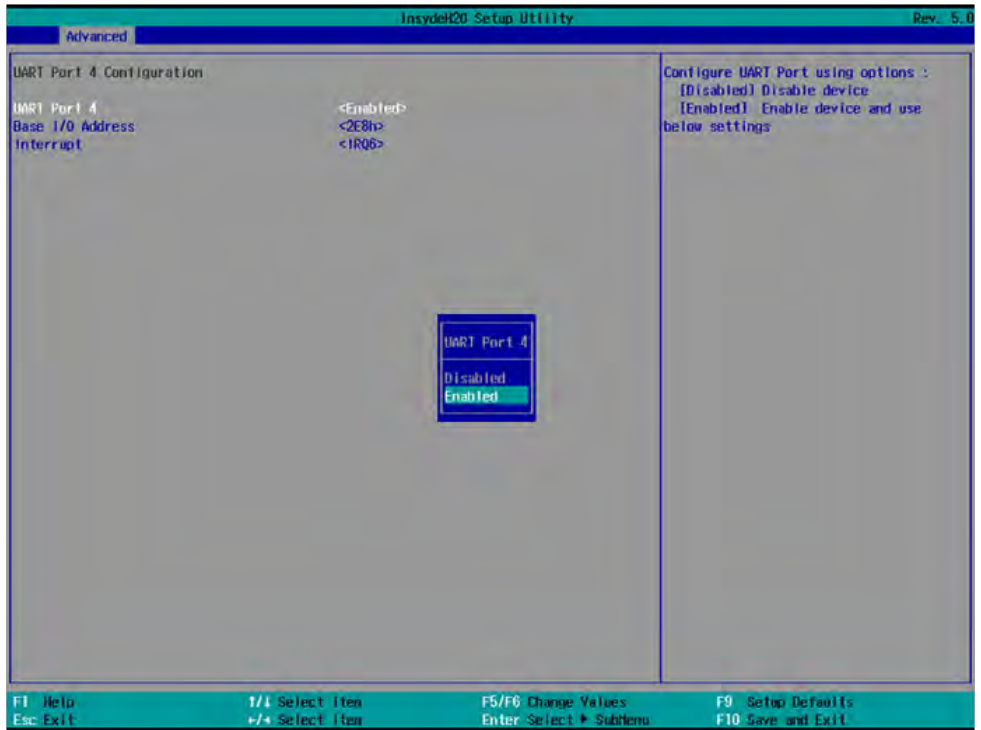 InsydeH20 Setup Utility Rev. 5.0
Advanced
UART Port 4 Configuration
UART Port 4 <Enabled>
Base I/O Address <2E8h>
Interrupt <IRQ6>
Configure UART Port using options :
[Disabled] Disable device
[Enabled] Enable device and use
below settings
UART Port 4
Disabled
Enabled
F1 Help ↑/↓ Select Item F5/F6 Change Values F9 Setup Defaults
Esc Exit ←/→ Select Item Enter Select ▶ SubMenu F10 Save and Exit